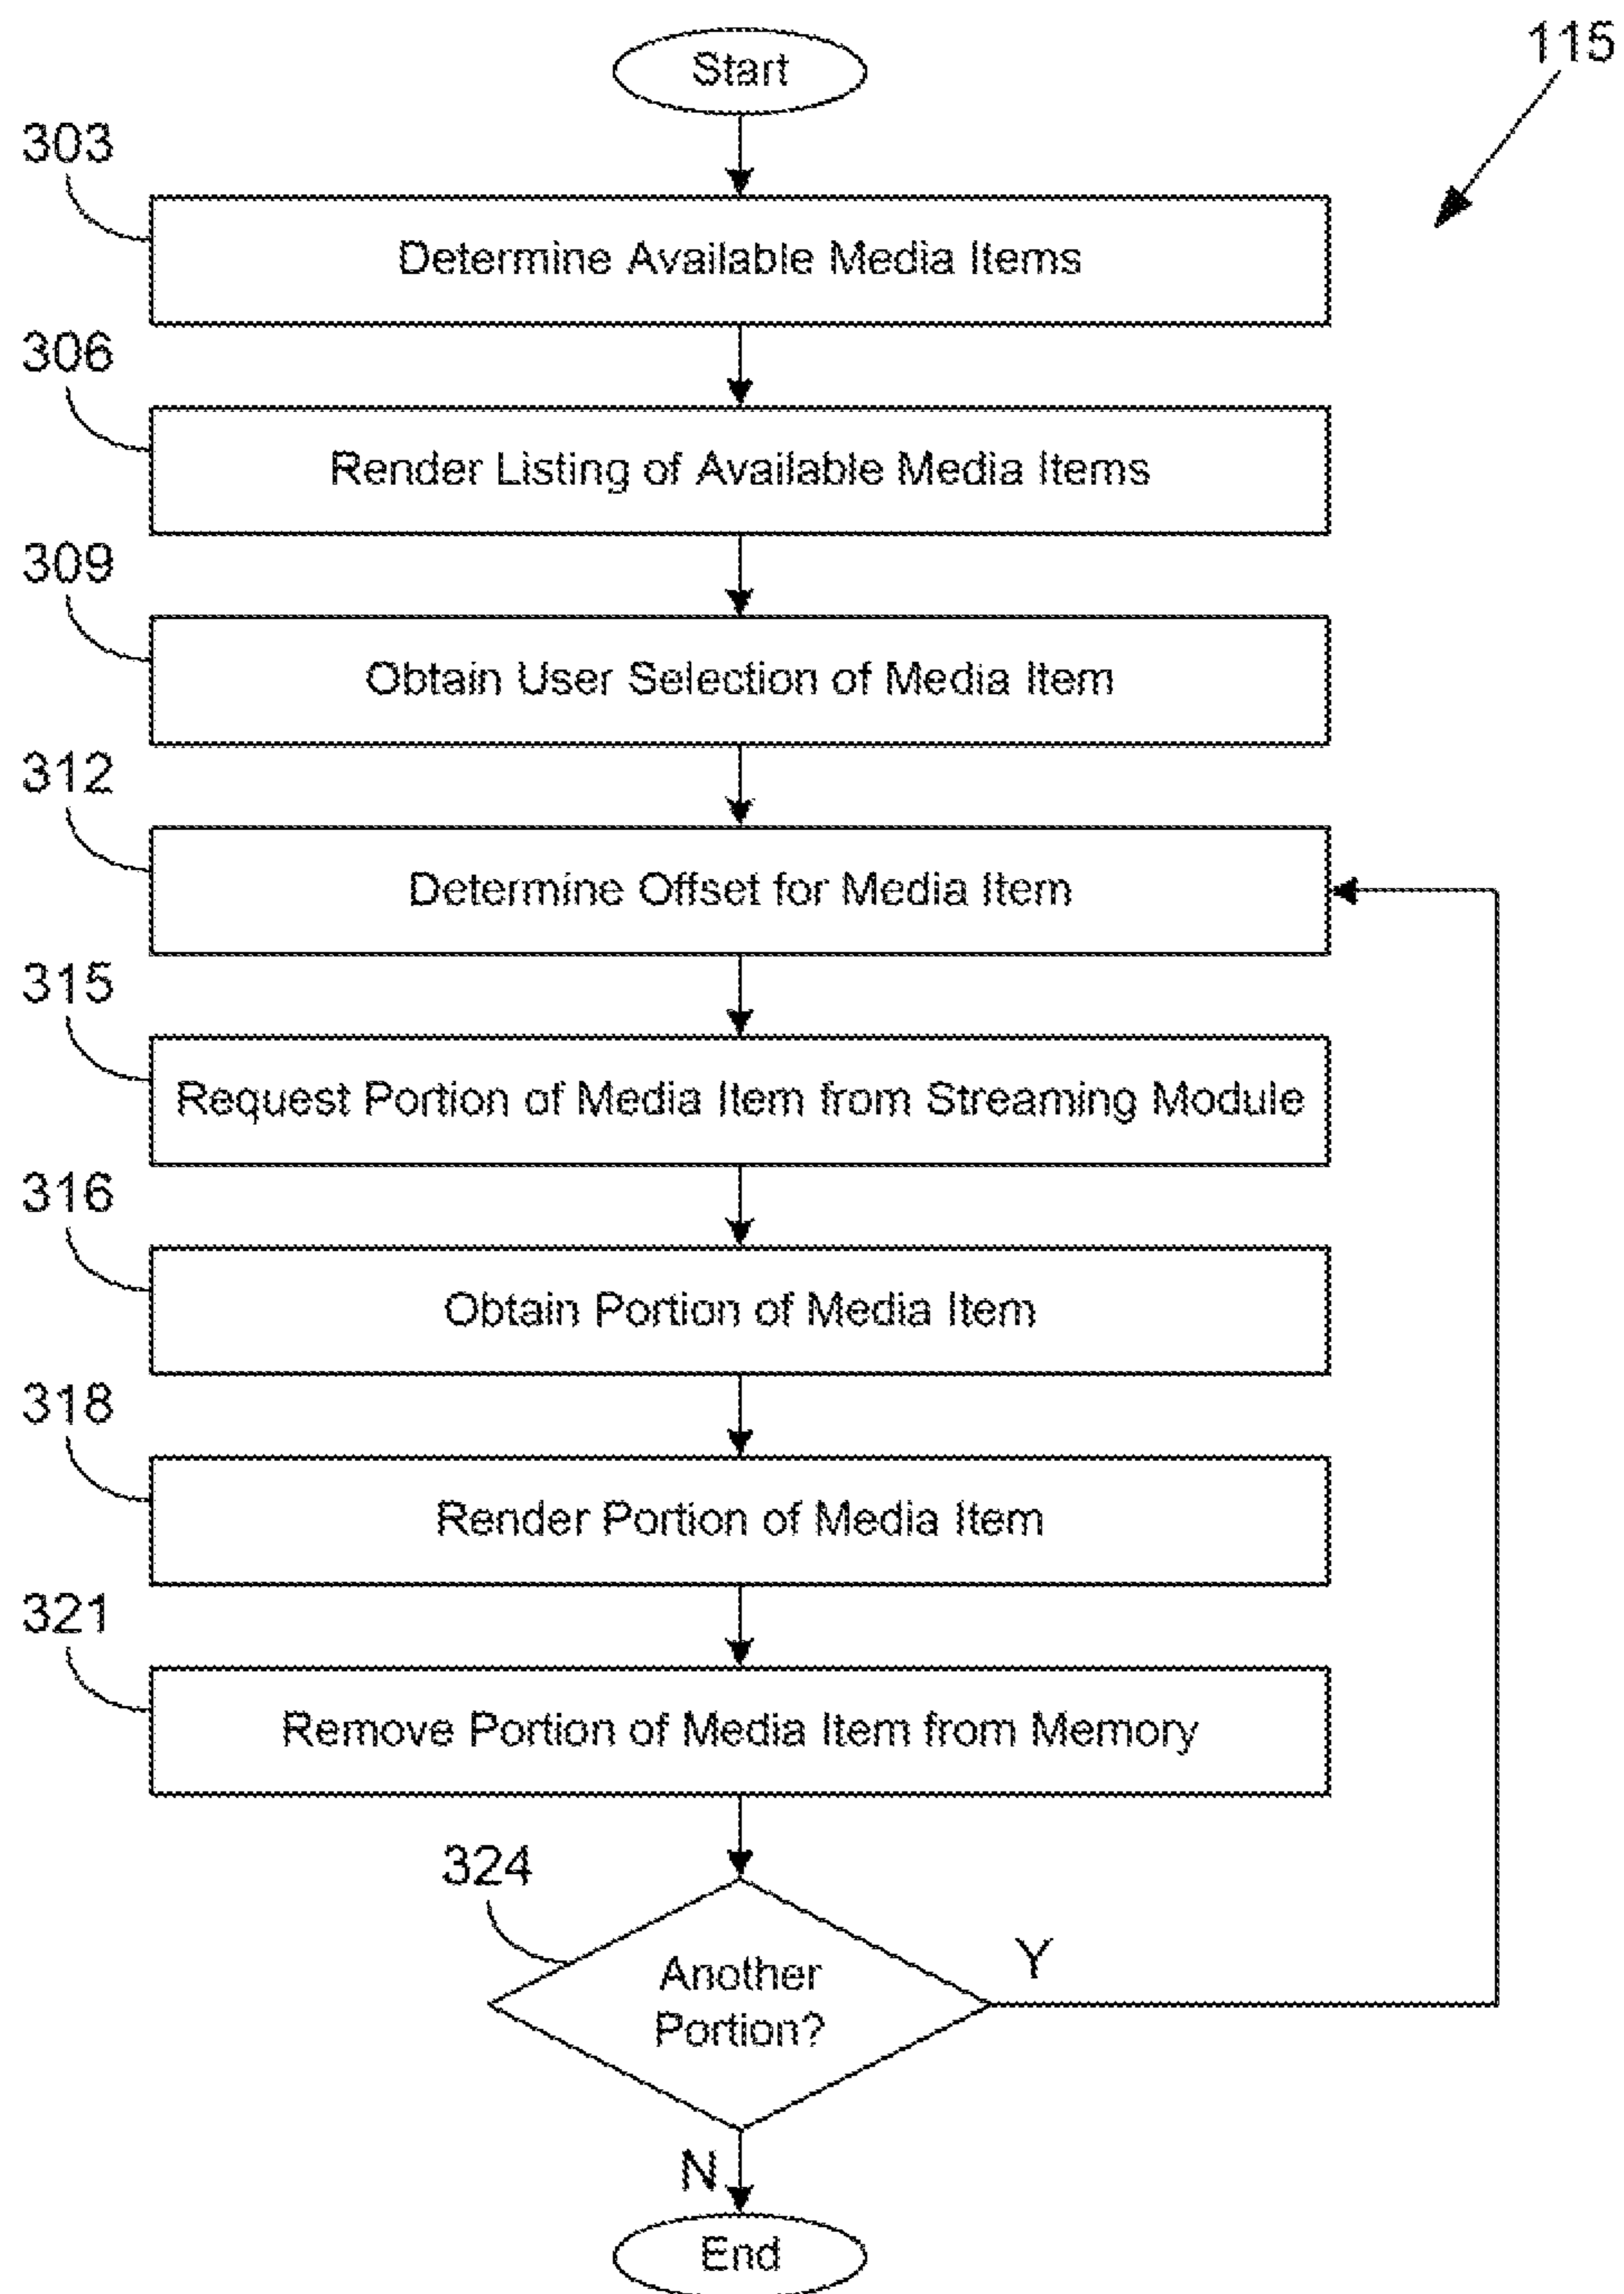 Start
115
303
Determine Available Media Items
306
Render Listing of Available Media Items
309
Obtain User Selection of Media Item
312
Determine Offset for Media Item
315
Request Portion of Media Item from Streaming Module
316
Obtain Portion of Media Item
318
Render Portion of Media Item
321
Remove Portion of Media Item from Memory
324
Another
Portion?
Y
N
End